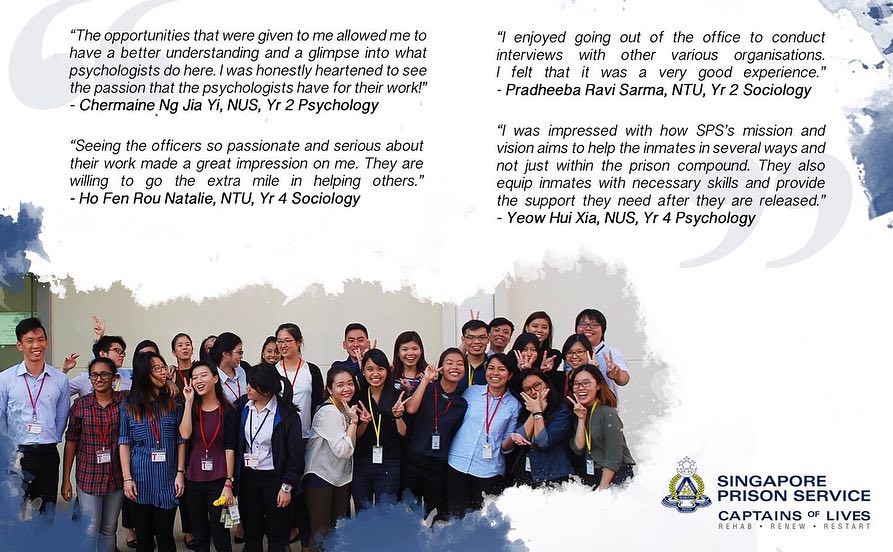 “The opportunities that were given to me allowed me to
have a better understanding and a glimpse into what
psychologists do here. I was honestly heartened to see
the passion that the psychologists have for their work!”
- Chermaine Ng Jia Yi, NUS, Yr 2 Psychology
“Seeing the officers so passionate and serious about
their work made a great impression on me. They are
willing to go the extra mile in helping others.”
- Ho Fen Rou Natalie, NTU, Yr 4 Sociology
“I enjoyed going out of the office to conduct
interviews with other various organisations.
I felt that it was a very good experience.”
- Pradheeba Ravi Sarma, NTU, Yr 2 Sociology
“I was impressed with how SPS’s mission and
vision aims to help the inmates in several ways and
not just within the prison compound. They also
equip inmates with necessary skills and provide
the support they need after they are released.”
- Yeow Hui Xia, NUS, Yr 4 Psychology
SINGAPORE
PRISON SERVICE
CAPTAINS OF LIVES
REHAB • RENEW • RESTART